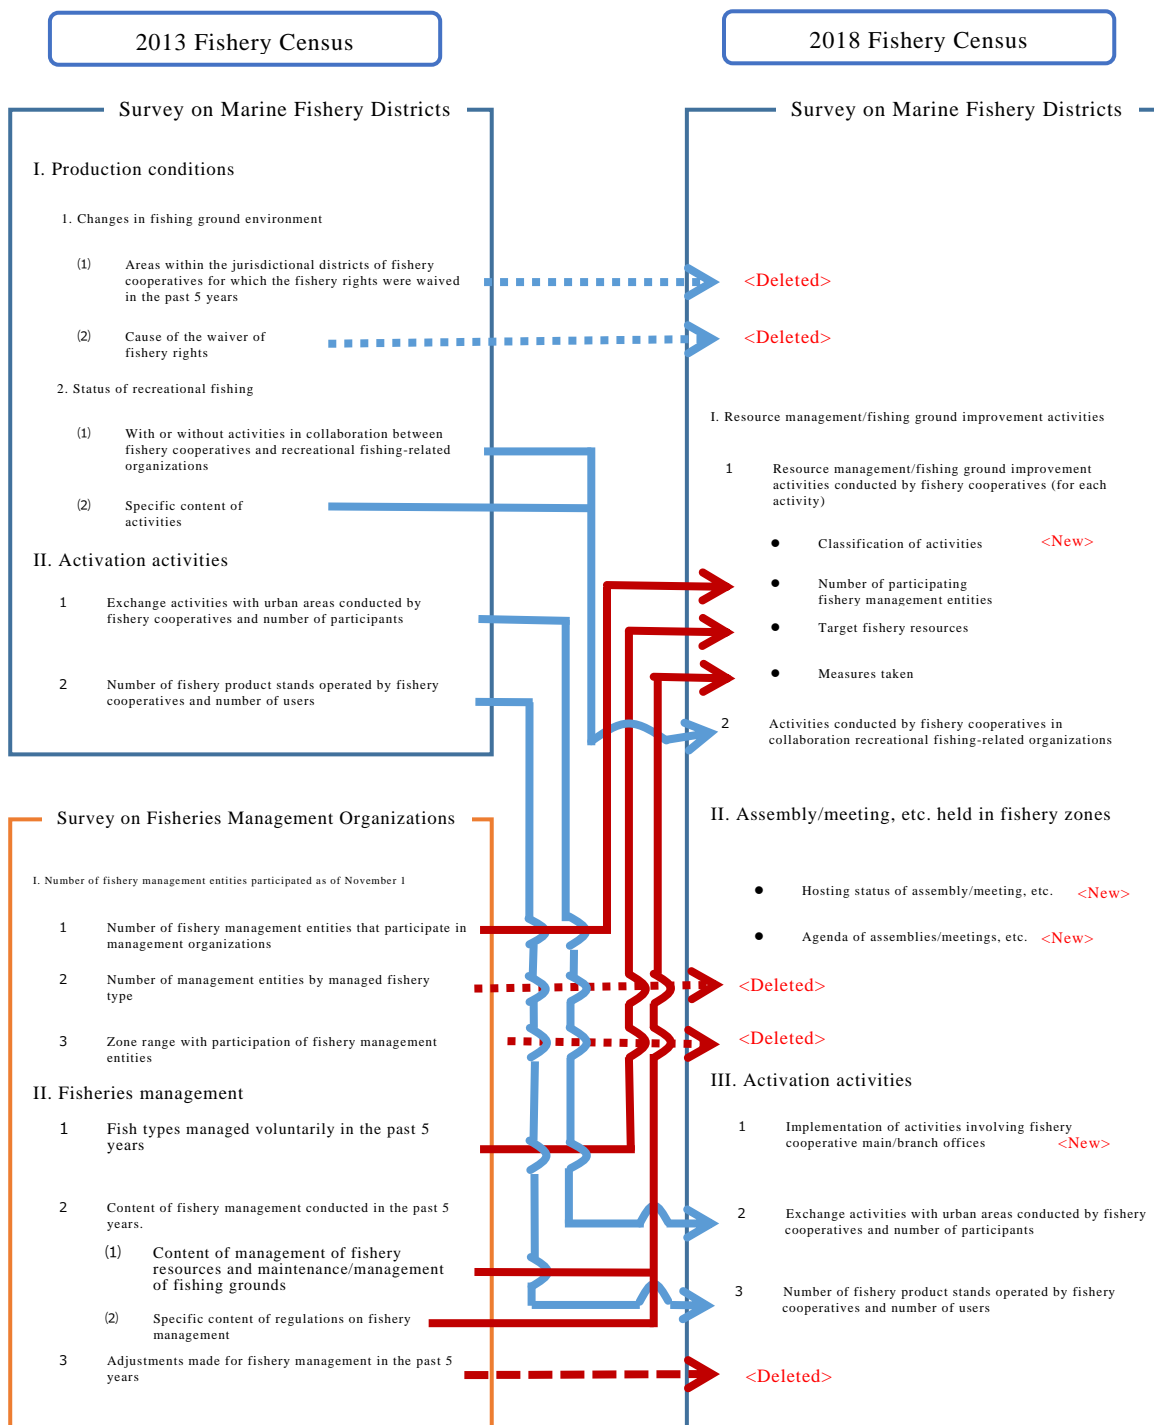 2013 Fishery Census
Survey on Marine Fishery Districts
I. Production conditions
1. Changes in fishing ground environment
(1) Areas within the jurisdictional districts of fishery
cooperatives for which the fishery rights were waived
in the past 5 years
(2) Cause of the waiver of
fishery rights
2. Status of recreational fishing
(1) With or without activities in collaboration between
fishery cooperatives and recreational fishing-related
organizations
(2) Specific content of
activities
II. Activation activities
1 Exchange activities with urban areas conducted by
fishery cooperatives and number of participants
2 Number of fishery product stands operated by fishery
cooperatives and number of users
Survey on Fisheries Management Organizations
I. Number of fishery management entities participated as of November 1
1 Number of fishery management entities that participate in
management organizations
2 Number of management entities by managed fishery
type
3 Zone range with participation of fishery management
entities
II. Fisheries management
1 Fish types managed voluntarily in the past 5
years
2 Content of fishery management conducted in the past 5
years.
(1) Content of management of fishery
resources and maintenance/management
of fishing grounds
(2) Specific content of regulations on fishery
management
3 Adjustments made for fishery management in the past 5
years
2018 Fishery Census
Survey on Marine Fishery Districts
<Deleted>
<Deleted>
I. Resource management/fishing ground improvement activities
1 Resource management/fishing ground improvement
activities conducted by fishery cooperatives (for each
activity)
● Classification of activities <New>
● Number of participating
fishery management entities
● Target fishery resources
● Measures taken
2 Activities conducted by fishery cooperatives in
collaboration recreational fishing-related organizations
II. Assembly/meeting, etc. held in fishery zones
● Hosting status of assembly/meeting, etc. <New>
● Agenda of assemblies/meetings, etc. <New>
<Deleted>
<Deleted>
III. Activation activities
1 Implementation of activities involving fishery
cooperative main/branch offices <New>
2 Exchange activities with urban areas conducted by fishery
cooperatives and number of participants
3 Number of fishery product stands operated by fishery
cooperatives and number of users
<Deleted>